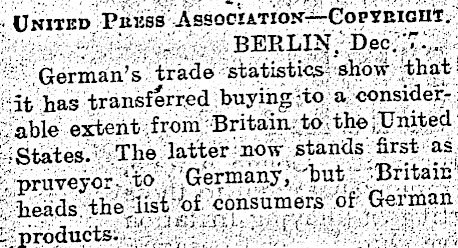 UNITED PRESS ASSOCIATION—COPYRIGHT.
BERLIN, Dec. 7.
German's trade statistics show that
it has transferred buying to a consider-
able extent from Britain to the United
States. The latter now stands first as
pruveyor to Germany, but Britain
heads the list of consumers of German
products.